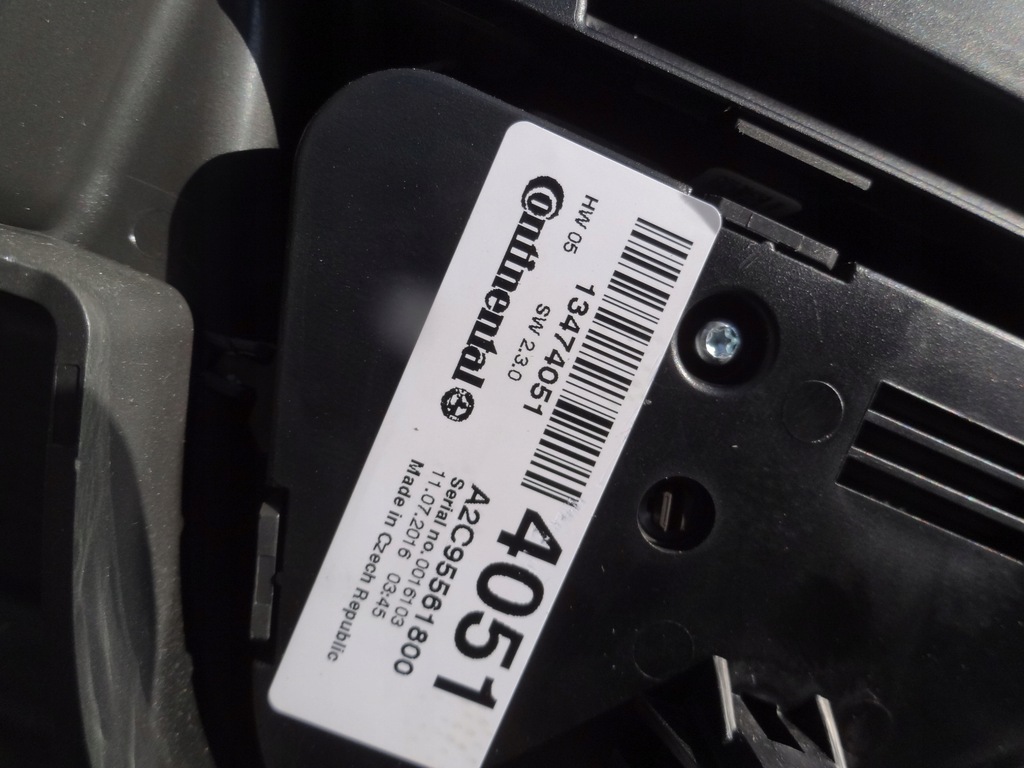 Continental
HW 05
SW 2.3.0
13474051
4051
A2C95561800
Serial no.0016103
11.07.2016 03:45
Made in Czech Republic